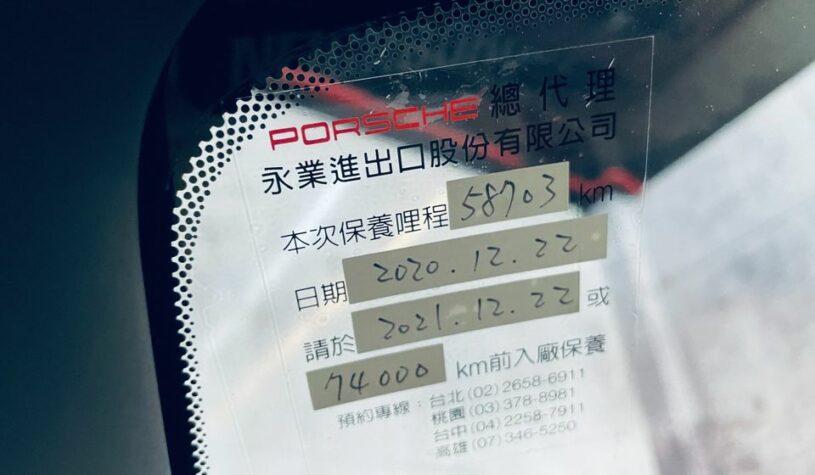 PORSCHE 總代理
永業進出口股份有限公司
本次保養哩程 58703 km
日期 2020.12.22
請於 2021.12.22 或
74000 km前入廠保養
預約專線：台北(02)2658-6911
桃園(03)378-8981
台中(04)2258-7911
高雄(07)346-5250